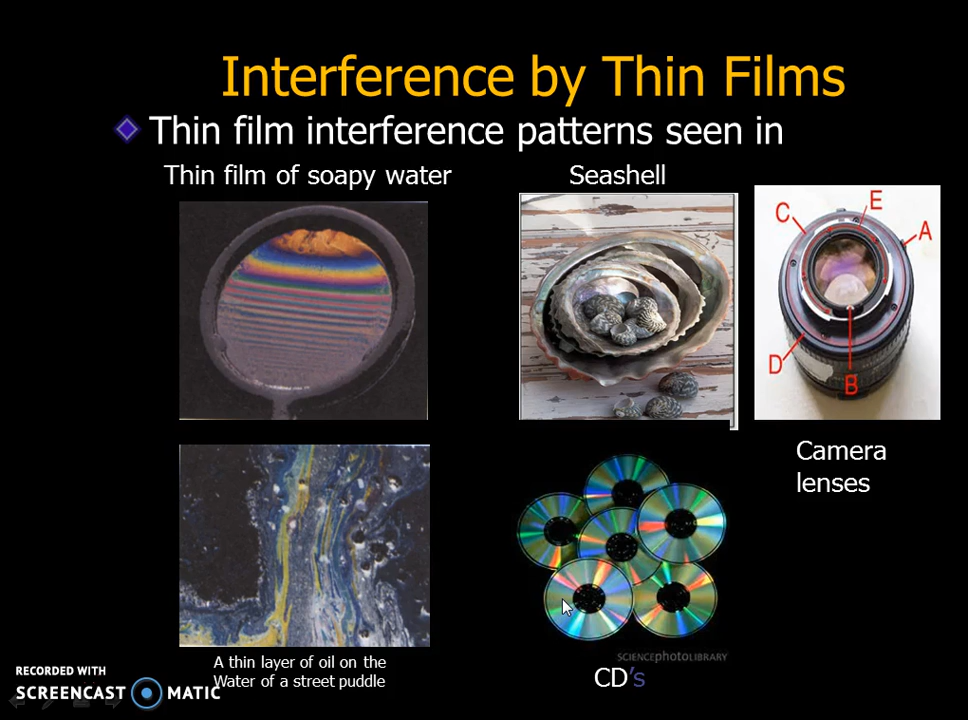 Interference by Thin Films
Thin film interference patterns seen in
Thin film of soapy water
Seashell
C
E
A
D
B
Camera
lenses
A thin layer of oil on the
Water of a street puddle
SCIENCEphotoLIBRARY
CD's
RECORDED WITH
SCREENCAST MATIC